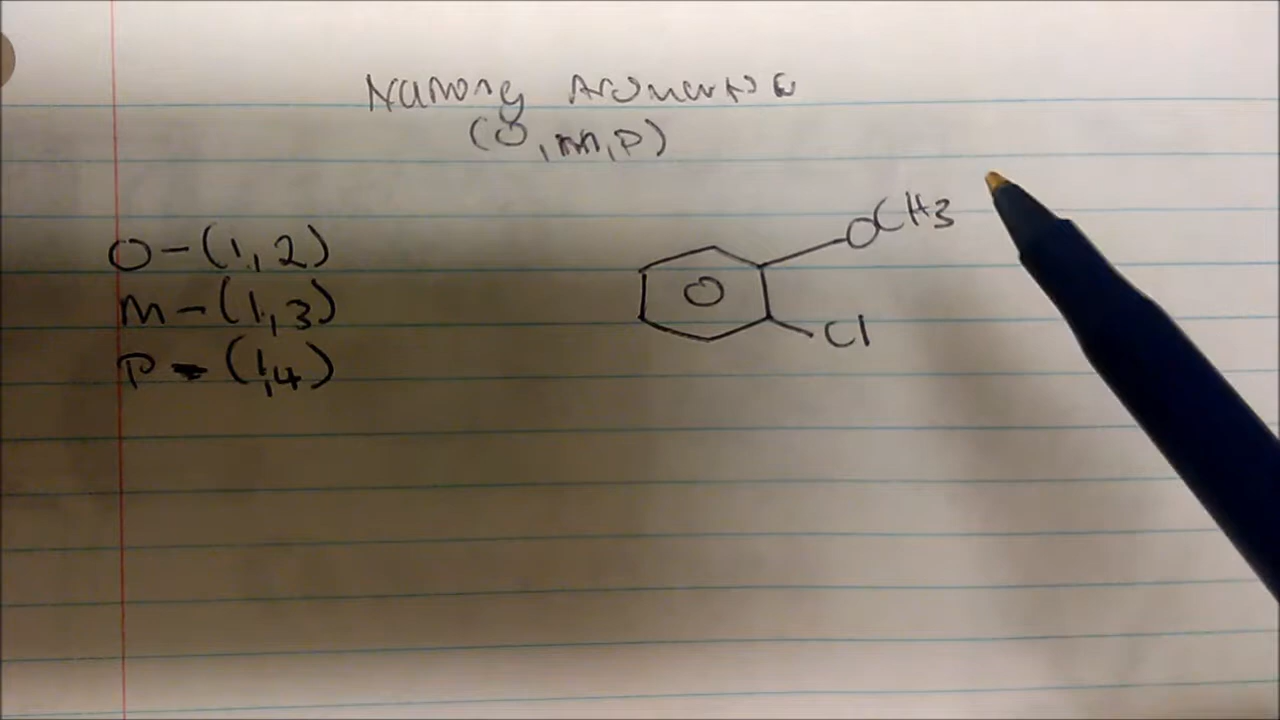 Naming Aromatic
(O,m,p)
O-(1,2)
m-(1,3)
P-(1,4)
OCH3
Cl